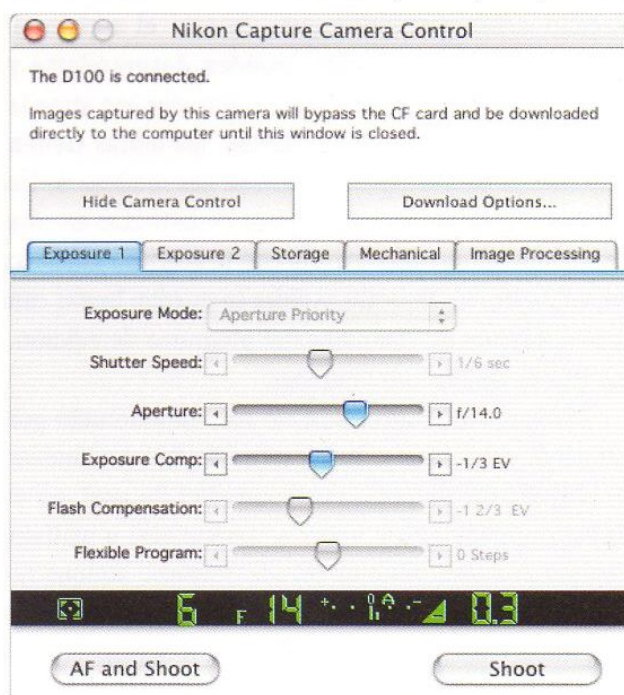 Nikon Capture Camera Control
The D100 is connected.
Images captured by this camera will bypass the CF card and be downloaded
directly to the computer until this window is closed.
Hide Camera Control Download Options...
Exposure 1 Exposure 2 Storage Mechanical Image Processing
Exposure Mode: Aperture Priority
Shutter Speed: 1/6 sec
Aperture: f/14.0
Exposure Comp: -1/3 EV
Flash Compensation: -1 2/3 EV
Flexible Program: 0 Steps
6 F 14 +. . 0 A . .- 0.3
AF and Shoot Shoot